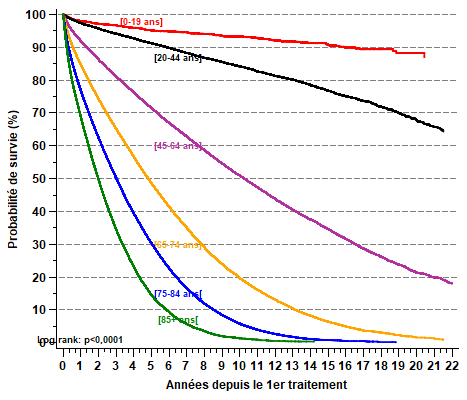 100
90
80
70
60
50
40
30
20
10
Probabilité de survie (%)
[0-19 ans]
[20-44 ans[
[45-64 ans[
[65-74 ans[
[75-84 ans[
[85+ ans[
Log rank: p<0,0001
0 1 2 3 4 5 6 7 8 9 10 11 12 13 14 15 16 17 18 19 20 21 22
Années depuis le 1er traitement